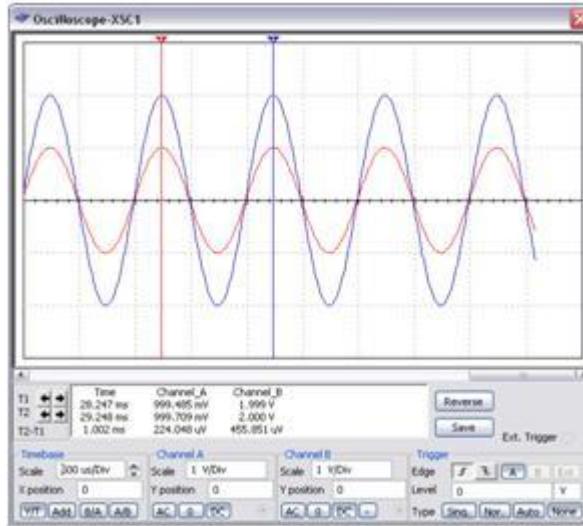 Oscilloscope-XSC1
Time Channel_A Channel_B
T1 28.247 ms 999.485 mV 1.999 V
T2 29.248 ms 999.709 mV 2.000 V
T2-T1 1.002 ms 224.048 uV 455.851 uV
Reverse
Save
Ext. Trigger
Timebase
Scale 300 us/Div
X position 0
Y/T Add B/A A/B
Channel A
Scale 1 V/Div
Y position 0
AC 0 DC
Channel B
Scale 1 V/Div
Y position 0
AC 0 DC -
Trigger
Edge A B Ext
Level 0 V
Type Sing. Nor. Auto None